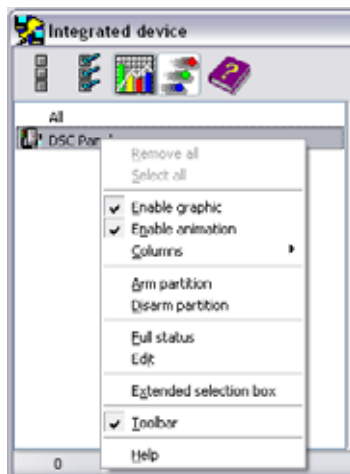 Integrated device
All
DSC Pan
Remove all
Select all
Enable graphic
Enable animation
Columns
Arm partition
Disarm partition
Full status
Edit
Extended selection box
Toolbar
Help
0